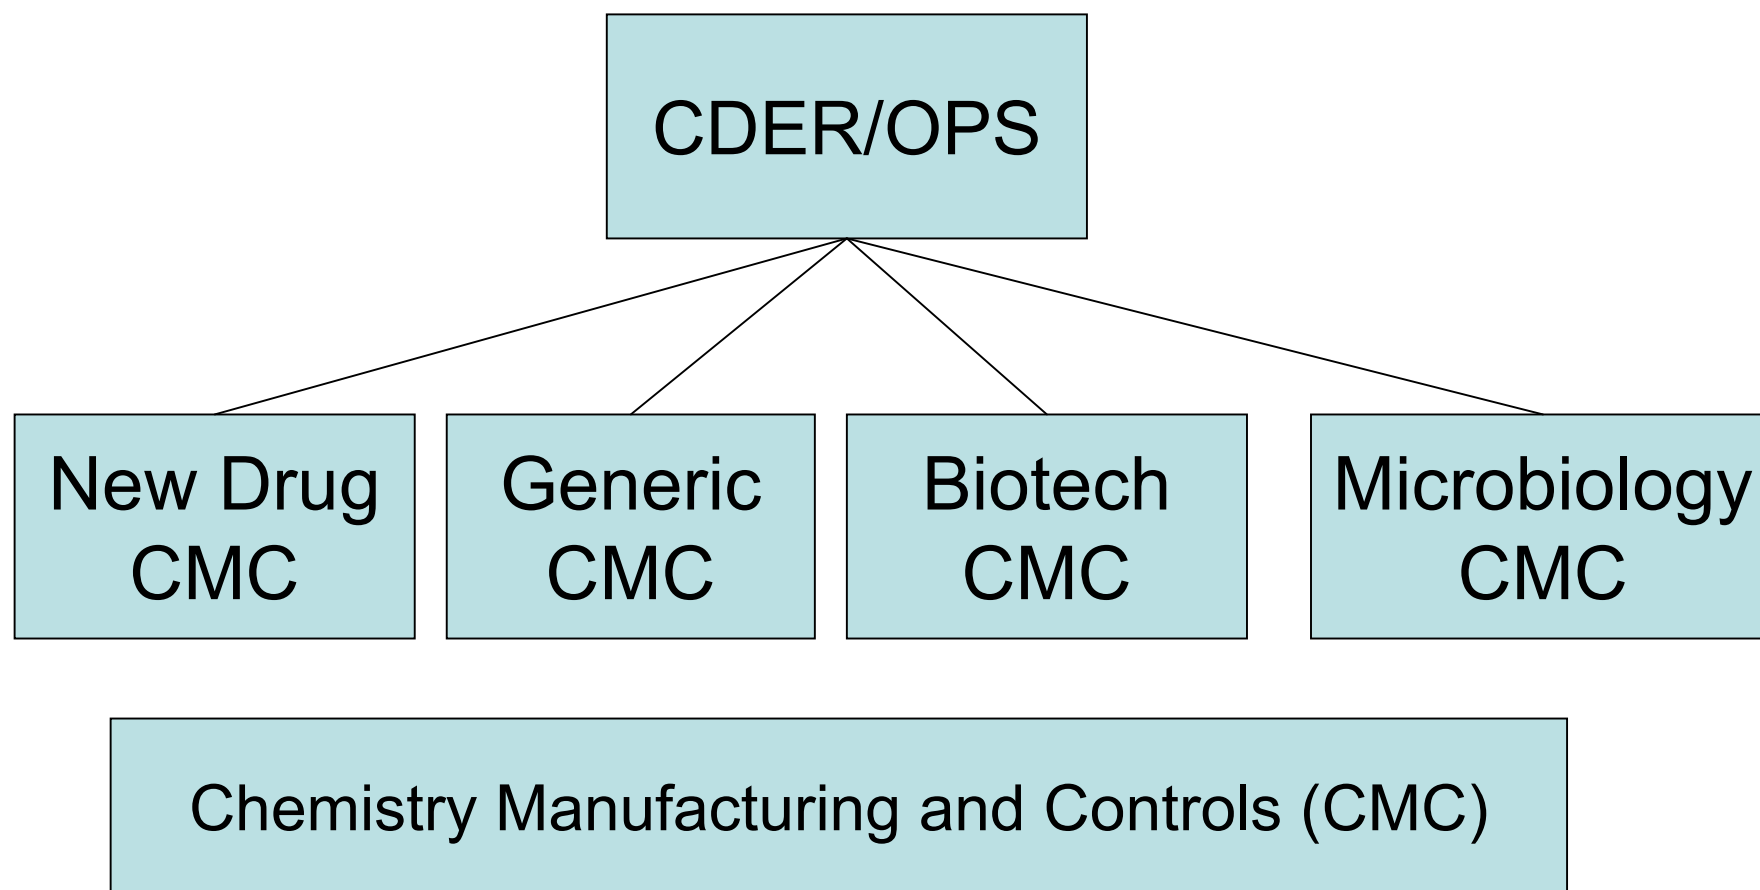 CDER/OPS
New Drug
CMC
Generic
CMC
Biotech
CMC
Microbiology
CMC
Chemistry Manufacturing and Controls (CMC)